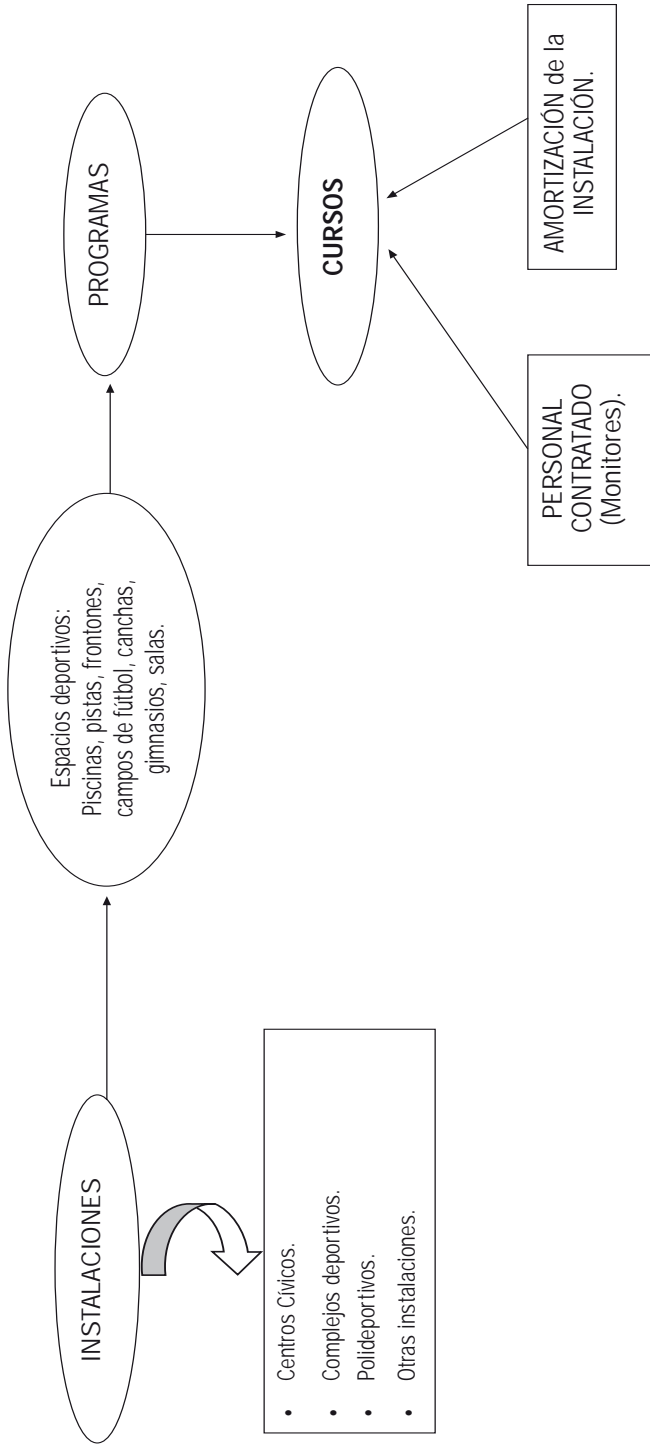 INSTALACIONES
• Centros Cívicos.
• Complejos deportivos.
• Polideportivos.
• Otras instalaciones.
Espacios deportivos:
Piscinas, pistas, frontones,
campos de fútbol, canchas,
gimnasios, salas.
PROGRAMAS
CURSOS
PERSONAL
CONTRATADO
(Monitores).
AMORTIZACIÓN de la
INSTALACIÓN.